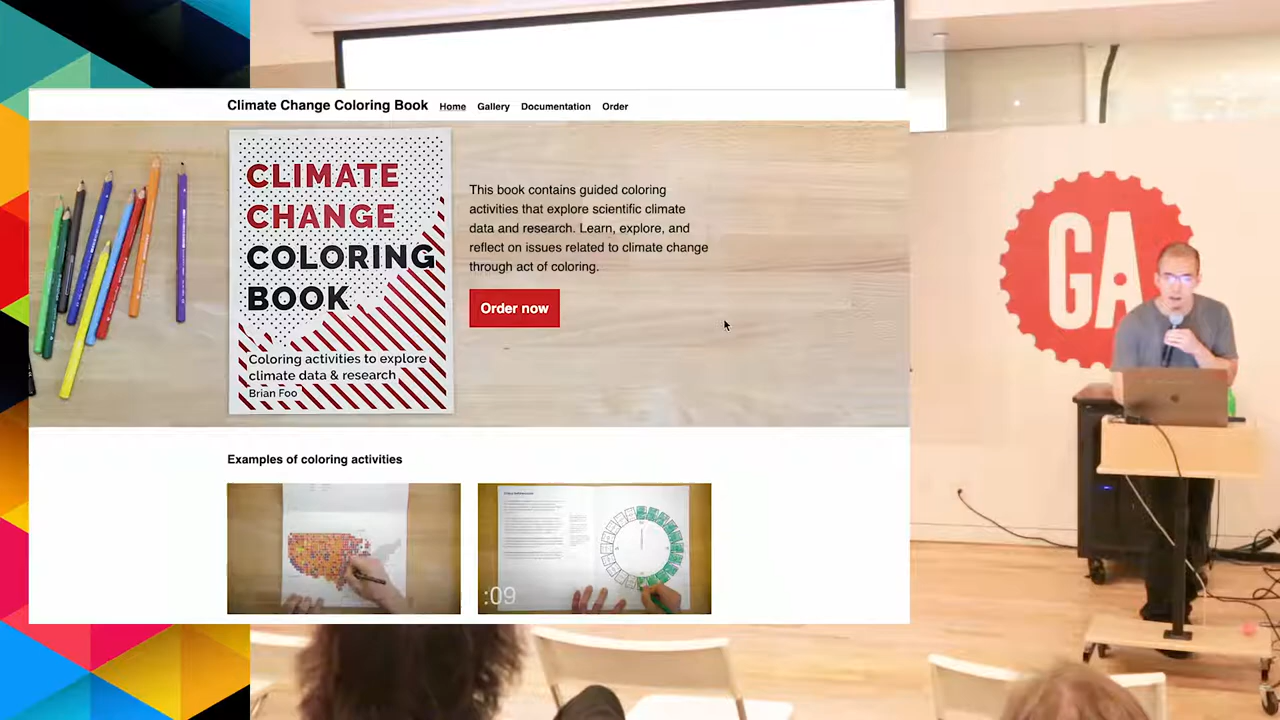 Climate Change Coloring Book Home Gallery Documentation Order
CLIMATE
CHANGE
COLORING
BOOK
Coloring activities to explore
climate data & research
Brian Foo
This book contains guided coloring
activities that explore scientific climate
data and research. Learn, explore, and
reflect on issues related to climate change
through act of coloring.
Order now
Examples of coloring activities
:09
GA